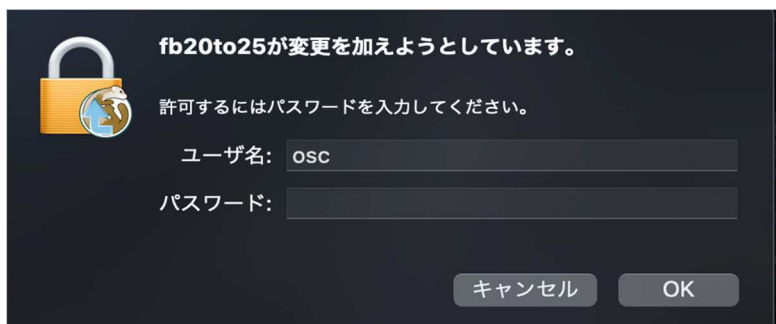 fb20to25が変更を加えようとしています。
許可するにはパスワードを入力してください。
ユーザ名: osc
パスワード:
キャンセル OK